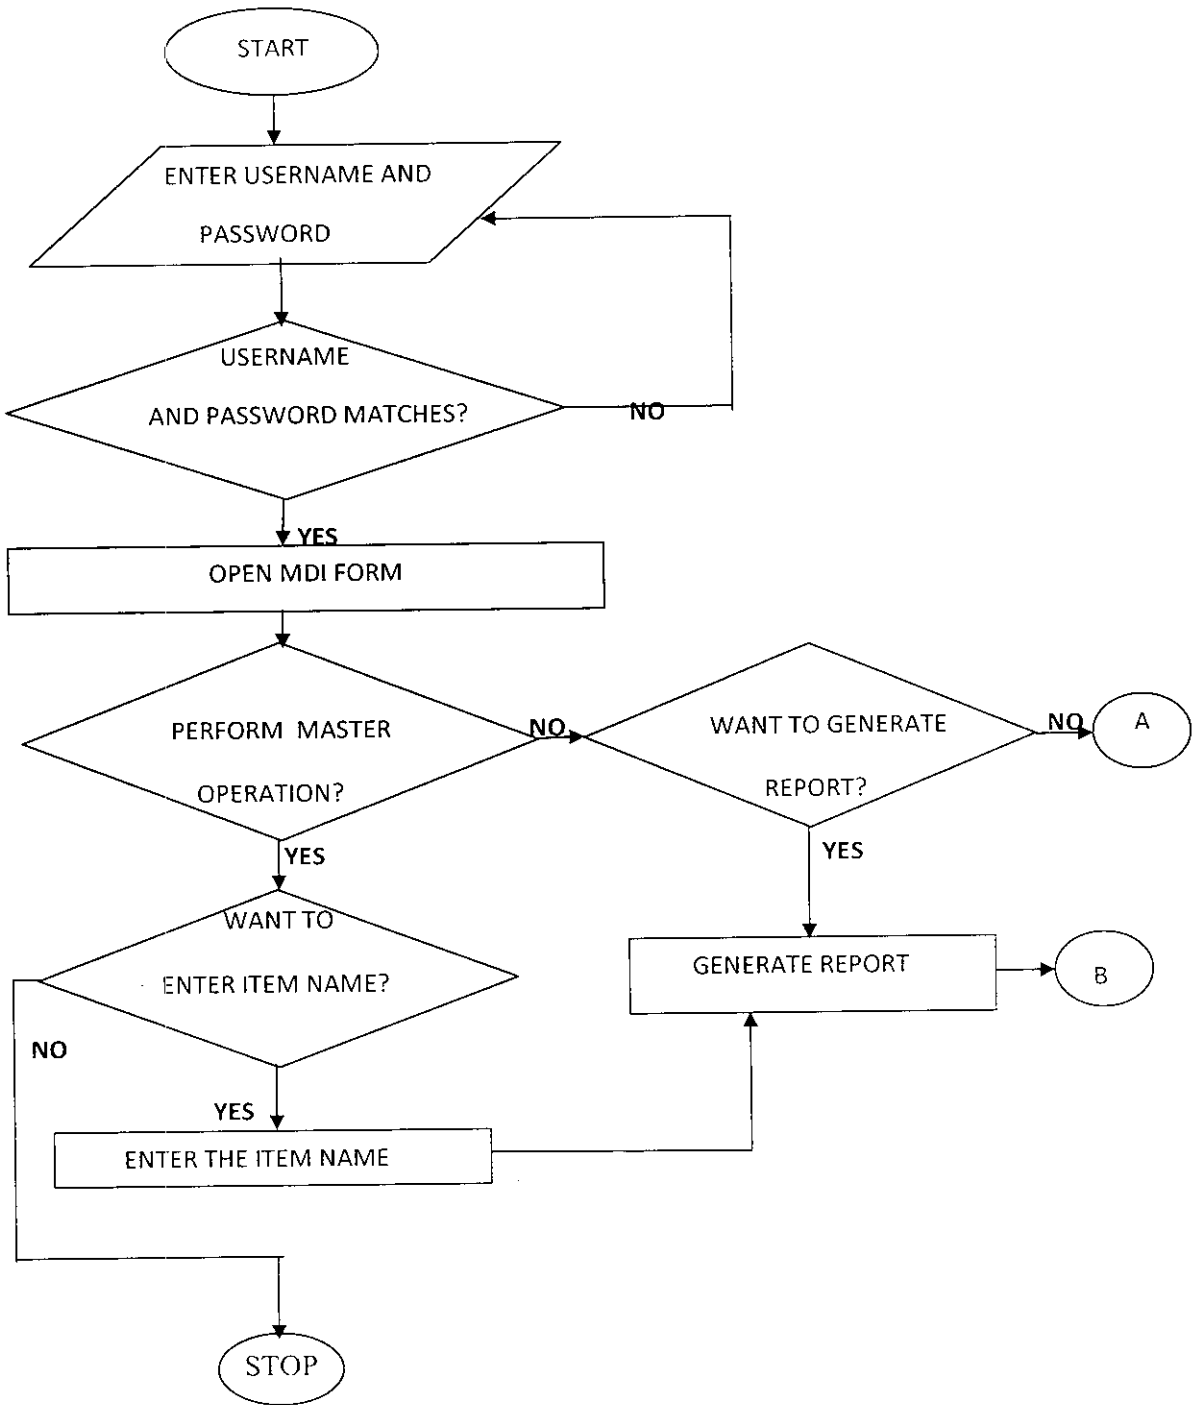 START
ENTER USERNAME AND
PASSWORD
USERNAME
AND PASSWORD MATCHES?
NO
YES
OPEN MDI FORM
PERFORM MASTER
OPERATION?
NO
WANT TO GENERATE
REPORT?
NO
A
YES
YES
WANT TO
ENTER ITEM NAME?
GENERATE REPORT
B
NO
YES
ENTER THE ITEM NAME
STOP